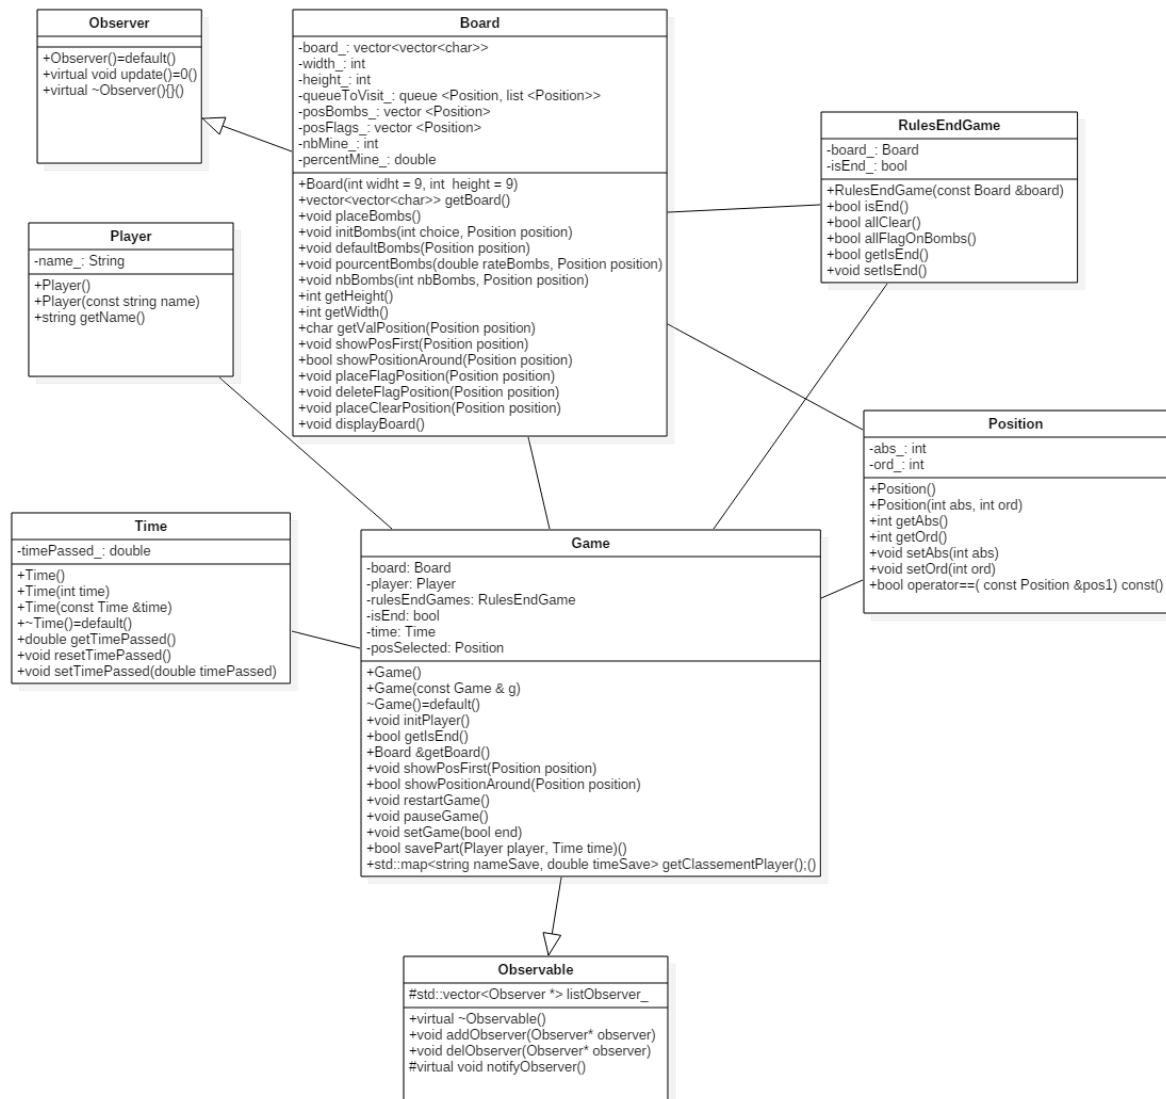 Observer
+Observer()=default()
+virtual void update()=0()
+virtual ~Observer(){}()
Board
-board_: vector<vector<char>>
-width_: int
-height_: int
-queueToVisit_: queue <Position, list <Position>>
-posBombs_: vector <Position>
-posFlags_: vector <Position>
-nbMine_: int
-percentMine_: double
+Board(int widht = 9, int height = 9)
+vector<vector<char>> getBoard()
+void placeBombs()
+void initBombs(int choice, Position position)
+void defaultBombs(Position position)
+void pourcentBombs(double rateBombs, Position position)
+void nbBombs(int nbBombs, Position position)
+int getHeight()
+int getWidth()
+char getValPosition(Position position)
+void showPosFirst(Position position)
+bool showPositionAround(Position position)
+void placeFlagPosition(Position position)
+void deleteFlagPosition(Position position)
+void placeClearPosition(Position position)
+void displayBoard()
RulesEndGame
-board_: Board
-isEnd_: bool
+RulesEndGame(const Board &board)
+bool isEnd()
+bool allClear()
+bool allFlagOnBombs()
+bool getIsEnd()
+void setIsEnd()
Player
-name_: String
+Player()
+Player(const string name)
+string getName()
Position
-abs_: int
-ord_: int
+Position()
+Position(int abs, int ord)
+int getAbs()
+int getOrd()
+void setAbs(int abs)
+void setOrd(int ord)
+bool operator==( const Position &pos1) const()
Time
-timePassed_: double
+Time()
+Time(int time)
+Time(const Time &time)
+~Time()=default()
+double getTimePassed()
+void resetTimePassed()
+void setTimePassed(double timePassed)
Game
-board: Board
-player: Player
-rulesEndGames: RulesEndGame
-isEnd: bool
-time: Time
-posSelected: Position
+Game()
+Game(const Game & g)
~Game()=default()
+void initPlayer()
+bool getIsEnd()
+Board &getBoard()
+void showPosFirst(Position position)
+bool showPositionAround(Position position)
+void restartGame()
+void pauseGame()
+void setGame(bool end)
+bool savePart(Player player, Time time)()
+std::map<string nameSave, double timeSave> getClassementPlayer();()
Observable
#std::vector<Observer *> listObserver_
+virtual ~Observable()
+void addObserver(Observer* observer)
+void delObserver(Observer* observer)
#virtual void notifyObserver()